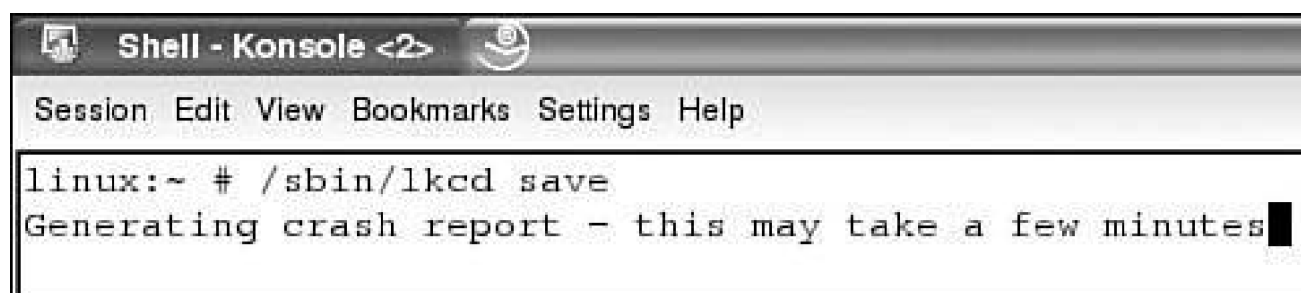 Shell - Konsole <2>
Session Edit View Bookmarks Settings Help
linux:~ # /sbin/lkcd save
Generating crash report - this may take a few minutes